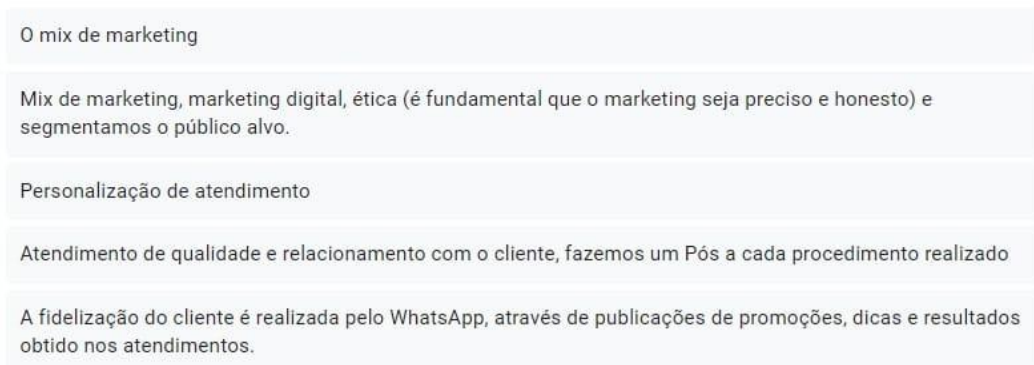 O mix de marketing
Mix de marketing, marketing digital, ética (é fundamental que o marketing seja preciso e honesto) e
segmentamos o público alvo.
Personalização de atendimento
Atendimento de qualidade e relacionamento com o cliente, fazemos um Pós a cada procedimento realizado
A fidelização do cliente é realizada pelo WhatsApp, através de publicações de promoções, dicas e resultados
obtido nos atendimentos.